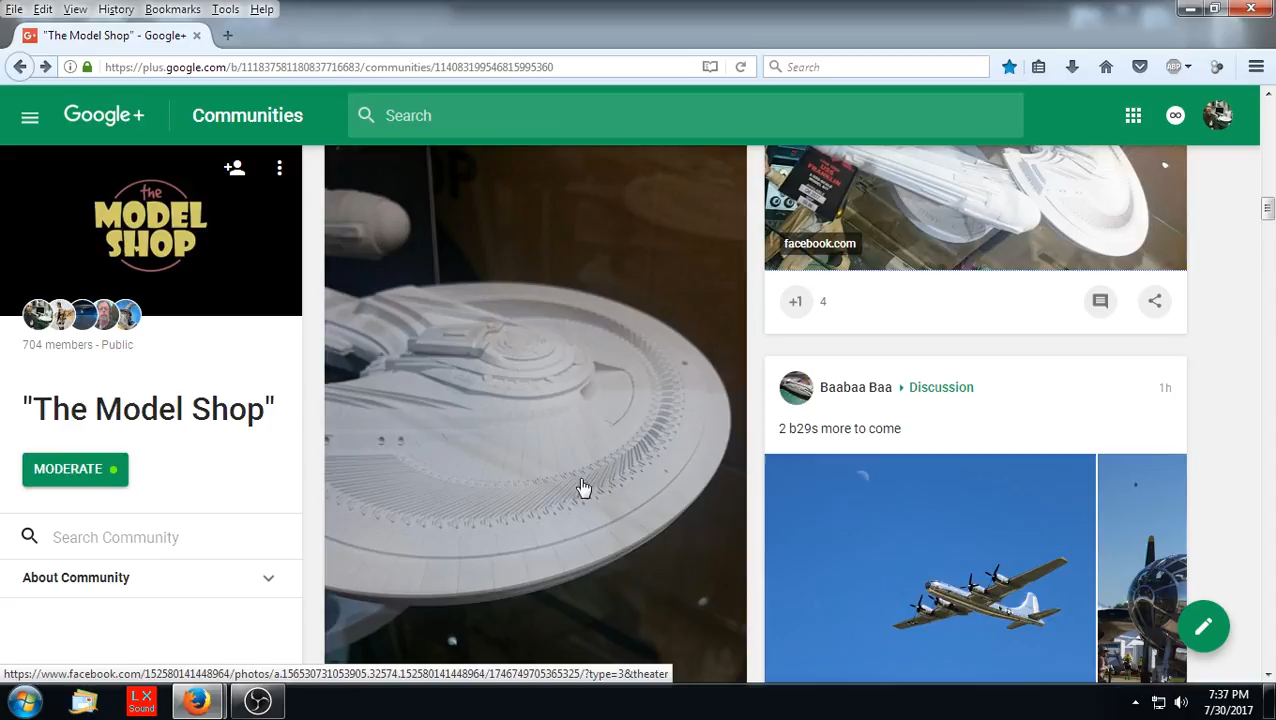 File Edit View History Bookmarks Tools Help
"The Model Shop" - Google+
https://plus.google.com/b/111837581180837716683/communities/114083199546815995360
Search
ABP
Google+ Communities Search
the
MODEL
SHOP
704 members - Public
"The Model Shop"
MODERATE
Search Community
About Community
USS
FRANKLIN
facebook.com
+1 4
Baabaa Baa Discussion 1h
2 b29s more to come
https://www.facebook.com/152580141448964/photos/a.156530731053905.32574.152580141448964/1746749705365325/?type=3&theater
LX
Sound
7:37 PM
7/30/2017